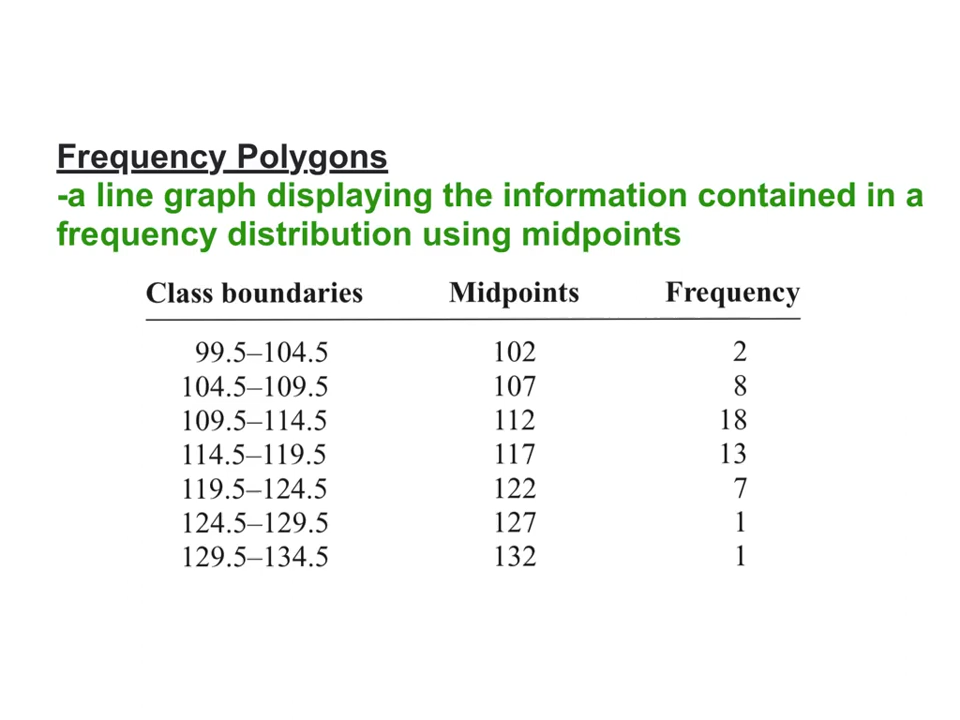 Frequency Polygons
-a line graph displaying the information contained in a
frequency distribution using midpoints
Class boundaries Midpoints Frequency
99.5–104.5 102 2
104.5–109.5 107 8
109.5–114.5 112 18
114.5–119.5 117 13
119.5–124.5 122 7
124.5–129.5 127 1
129.5–134.5 132 1